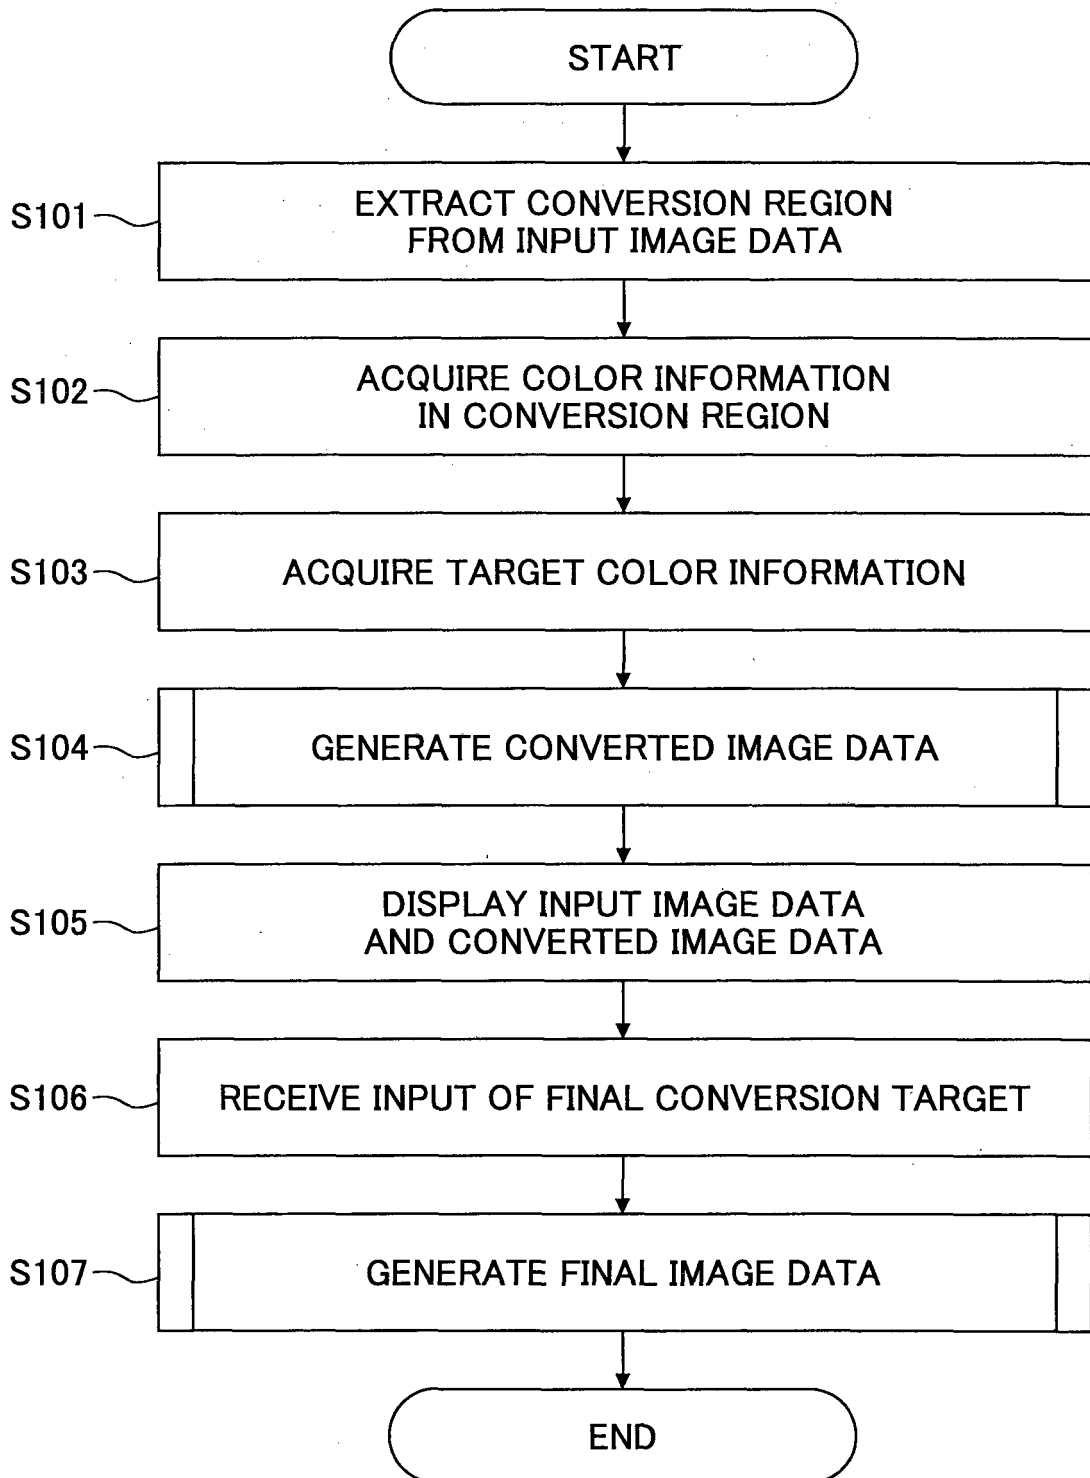 START
S101
EXTRACT CONVERSION REGION
FROM INPUT IMAGE DATA
S102
ACQUIRE COLOR INFORMATION
IN CONVERSION REGION
S103
ACQUIRE TARGET COLOR INFORMATION
S104
GENERATE CONVERTED IMAGE DATA
S105
DISPLAY INPUT IMAGE DATA
AND CONVERTED IMAGE DATA
S106
RECEIVE INPUT OF FINAL CONVERSION TARGET
S107
GENERATE FINAL IMAGE DATA
END